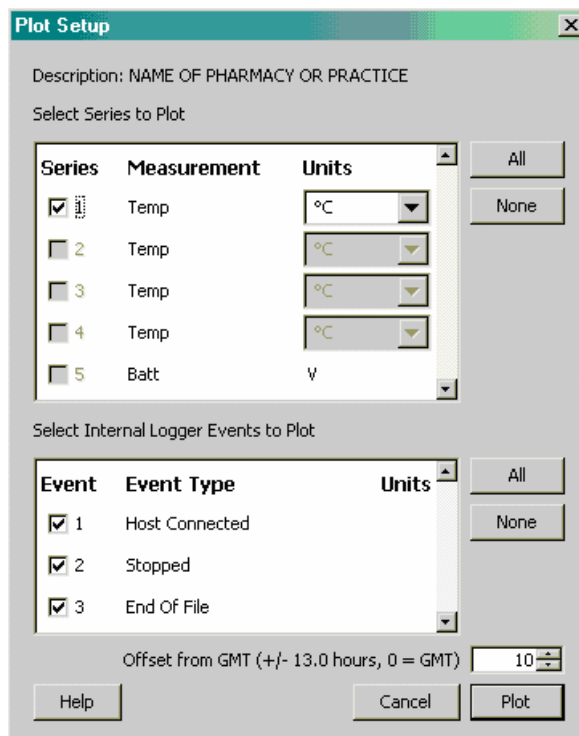 Plot Setup
Description: NAME OF PHARMACY OR PRACTICE
Select Series to Plot
Series Measurement Units All
1 Temp °C None
2 Temp °C
3 Temp °C
4 Temp °C
5 Batt V
Select Internal Logger Events to Plot
Event Event Type Units All
1 Host Connected None
2 Stopped
3 End Of File
Offset from GMT (+/- 13.0 hours, 0 = GMT) 10
Help Cancel Plot